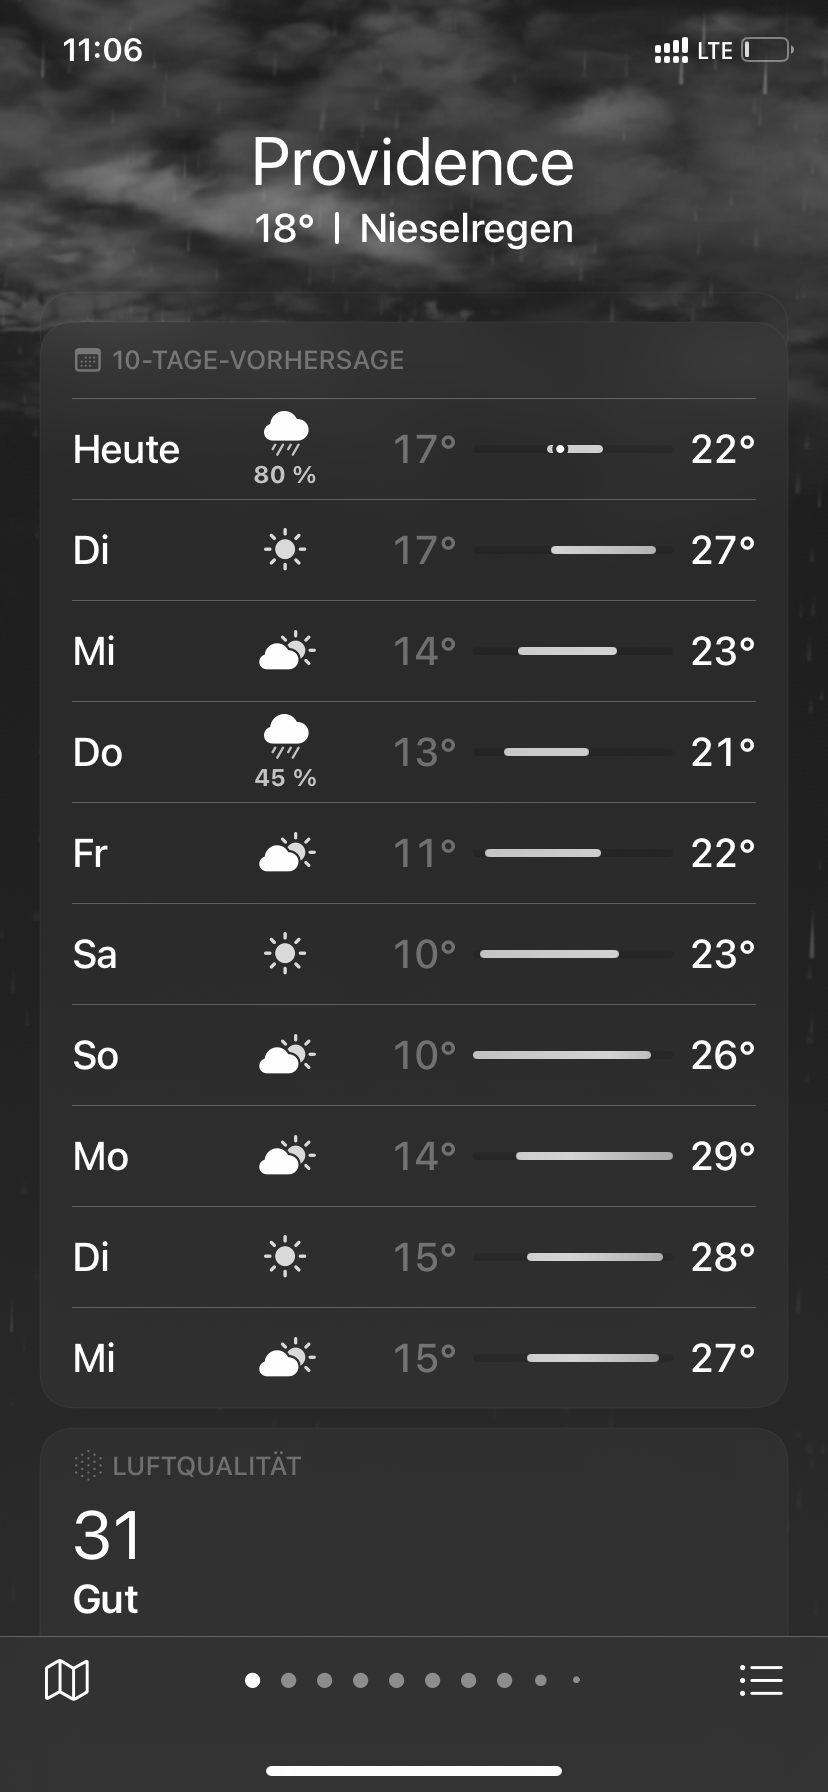 11:06 LTE
Providence
18° | Nieselregen
10-TAGE-VORHERSAGE
Heute 80 % 17° 22°
Di 17° 27°
Mi 14° 23°
Do 45 % 13° 21°
Fr 11° 22°
Sa 10° 23°
So 10° 26°
Mo 14° 29°
Di 15° 28°
Mi 15° 27°
LUFTQUALITÄT
31
Gut